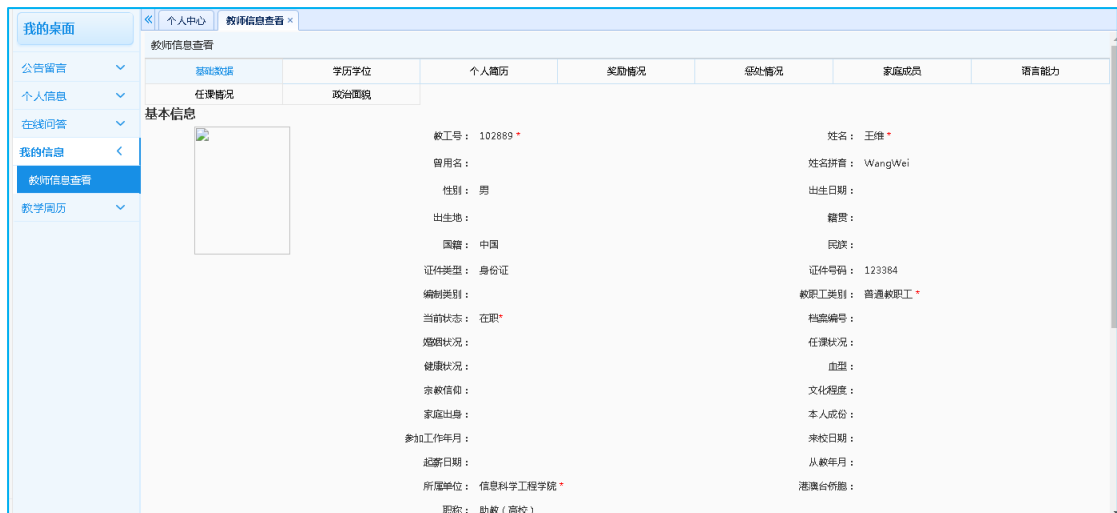 我的桌面
公告留言
个人信息
在线问答
我的信息
教师信息查看
教学周历
个人中心 教师信息查看 ×
教师信息查看
基础数据 学历学位 个人简历 奖励情况 惩处情况 家庭成员 语言能力
任课情况 政治面貌
基本信息
教工号： 102889 * 姓名： 王维 *
曾用名： 姓名拼音： WangWei
性别： 男 出生日期：
出生地： 籍贯：
国籍： 中国 民族：
证件类型： 身份证 证件号码： 123384
编制类别： 教职工类别： 普通教职工 *
当前状态： 在职* 档案编号：
婚姻状况： 任课状况：
健康状况： 血型：
宗教信仰： 文化程度：
家庭出身： 本人成份：
参加工作年月： 来校日期：
起薪日期： 从教年月：
所属单位： 信息科学工程学院 * 港澳台侨胞：
职称： 助教（高校）